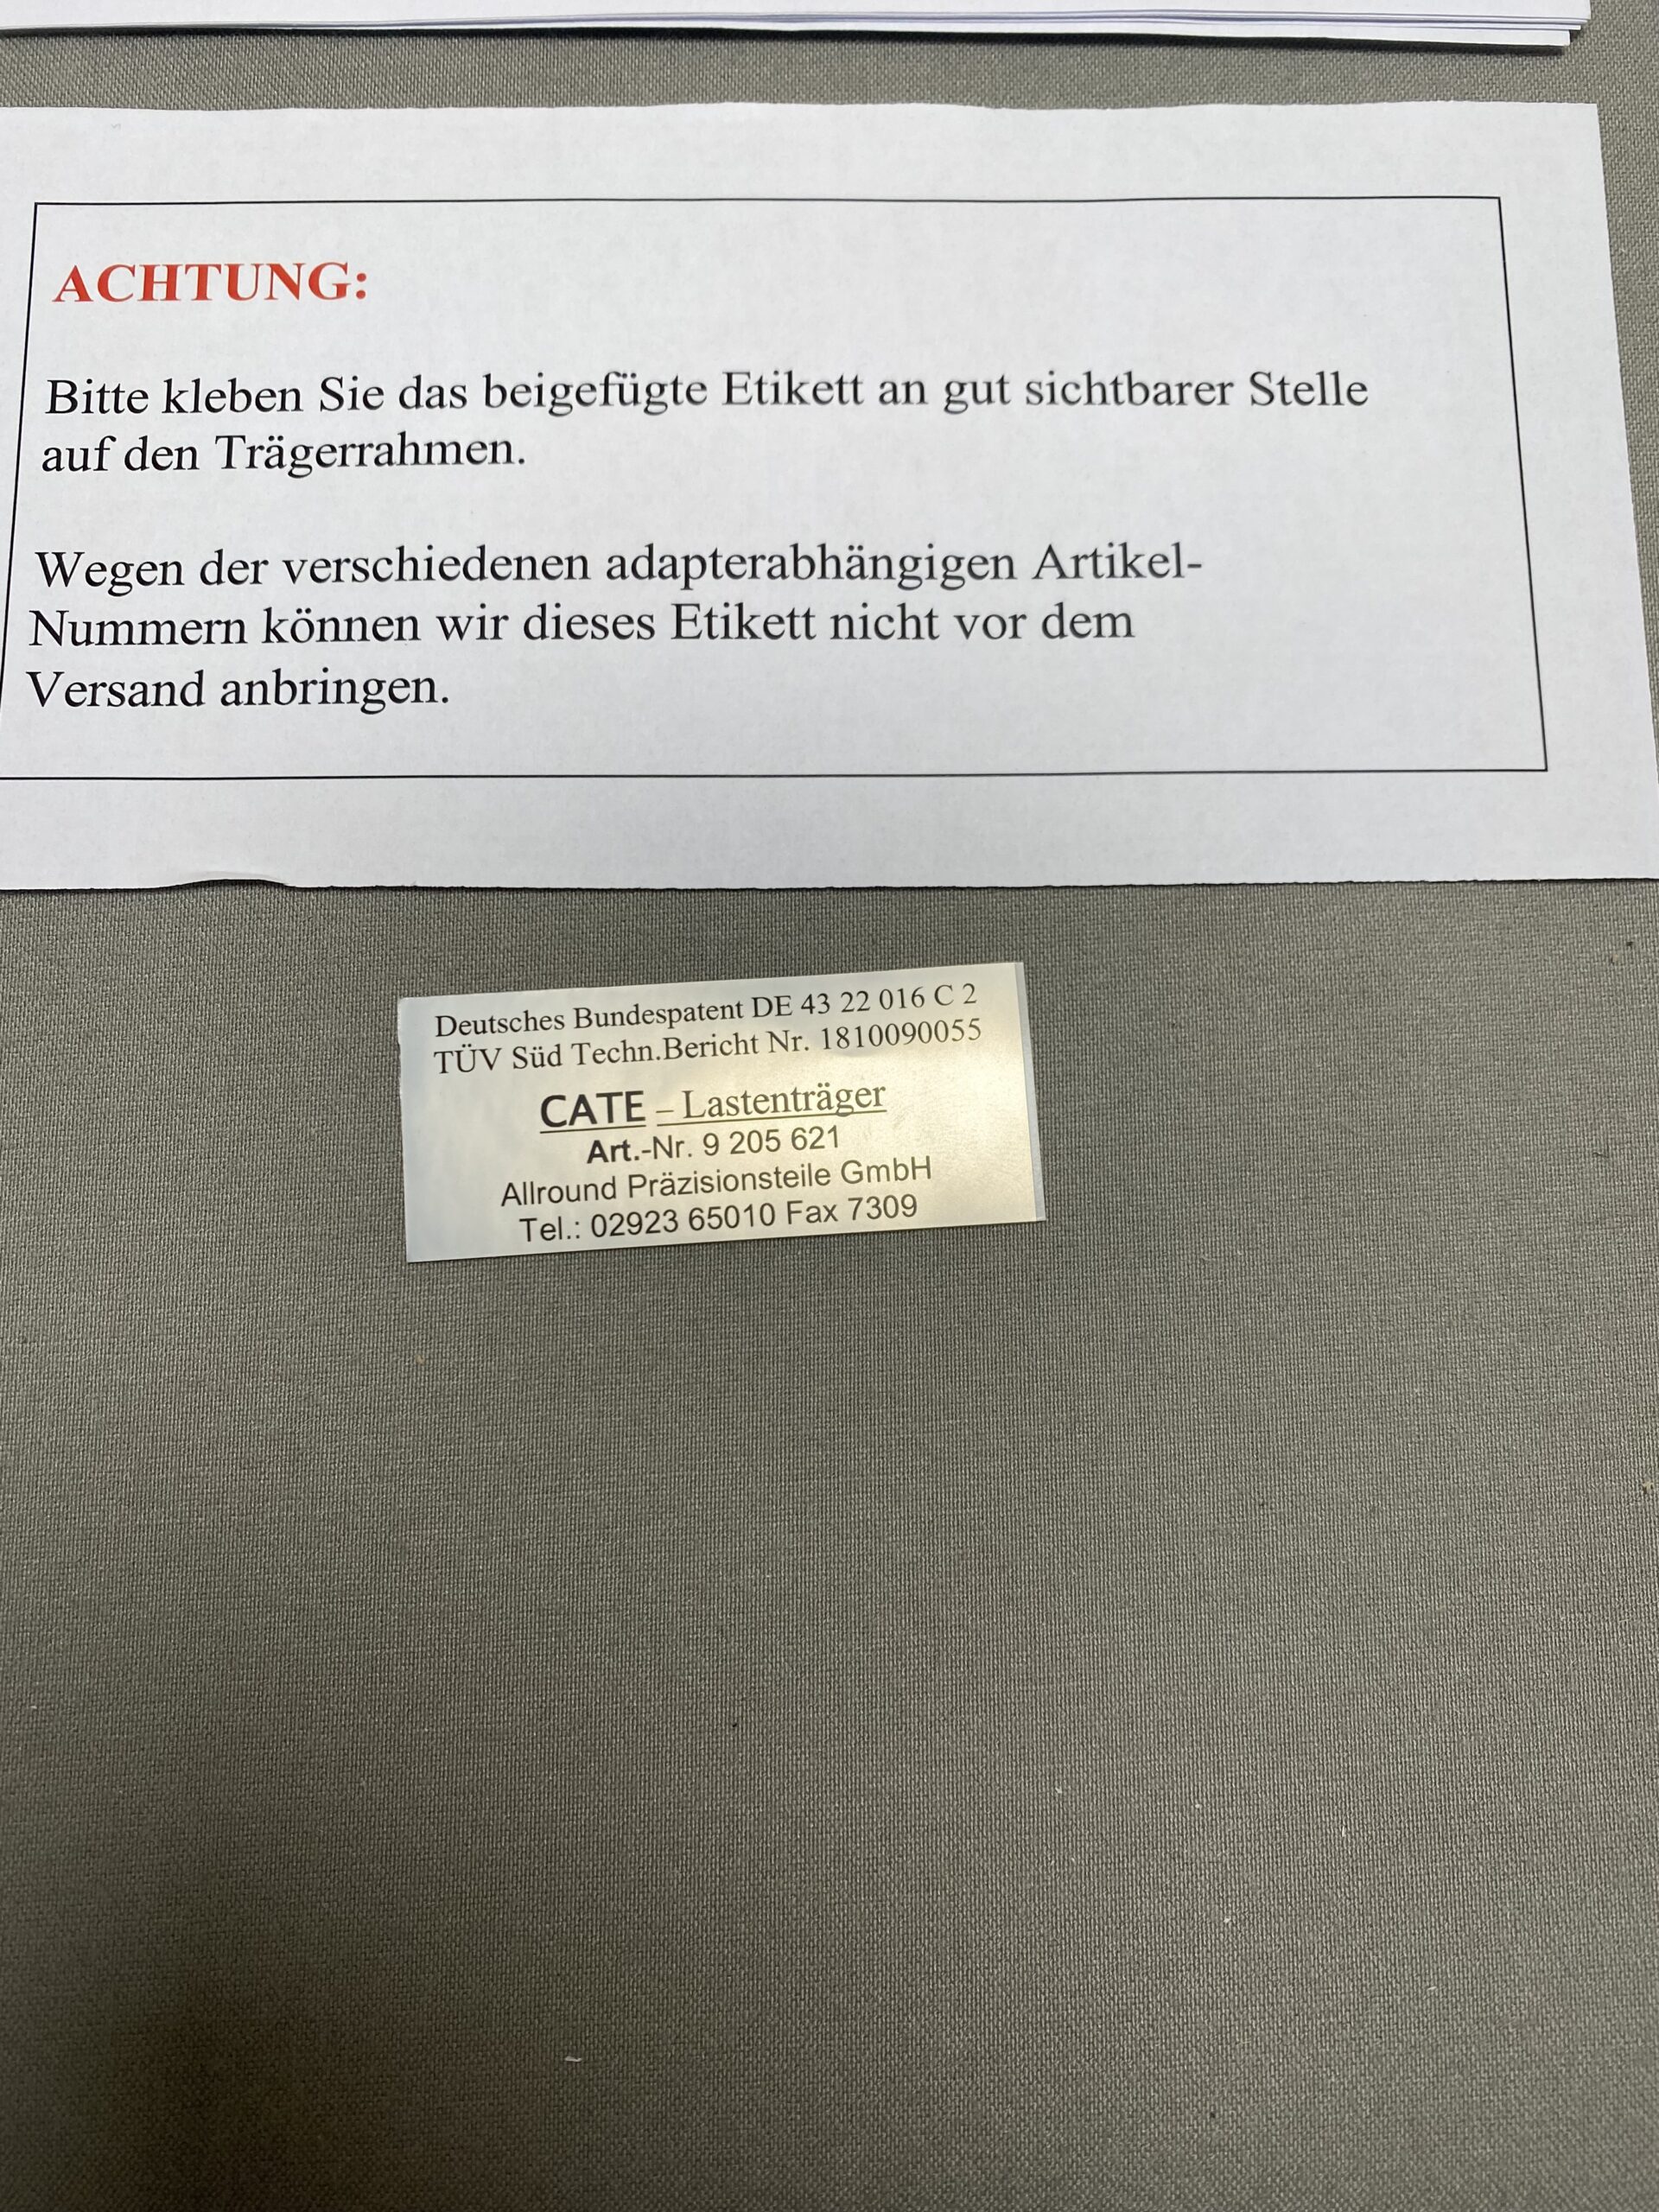 ACHTUNG:
Bitte kleben Sie das beigefügte Etikett an gut sichtbarer Stelle
auf den Trägerrahmen.
Wegen der verschiedenen adapterabhängigen Artikel-
Nummern können wir dieses Etikett nicht vor dem
Versand anbringen.
Deutsches Bundespatent DE 43 22 016 C 2
TÜV Süd Techn.Bericht Nr. 1810090055
CATE – Lastenträger
Art.-Nr. 9 205 621
Allround Präzisionsteile GmbH
Tel.: 02923 65010 Fax 7309